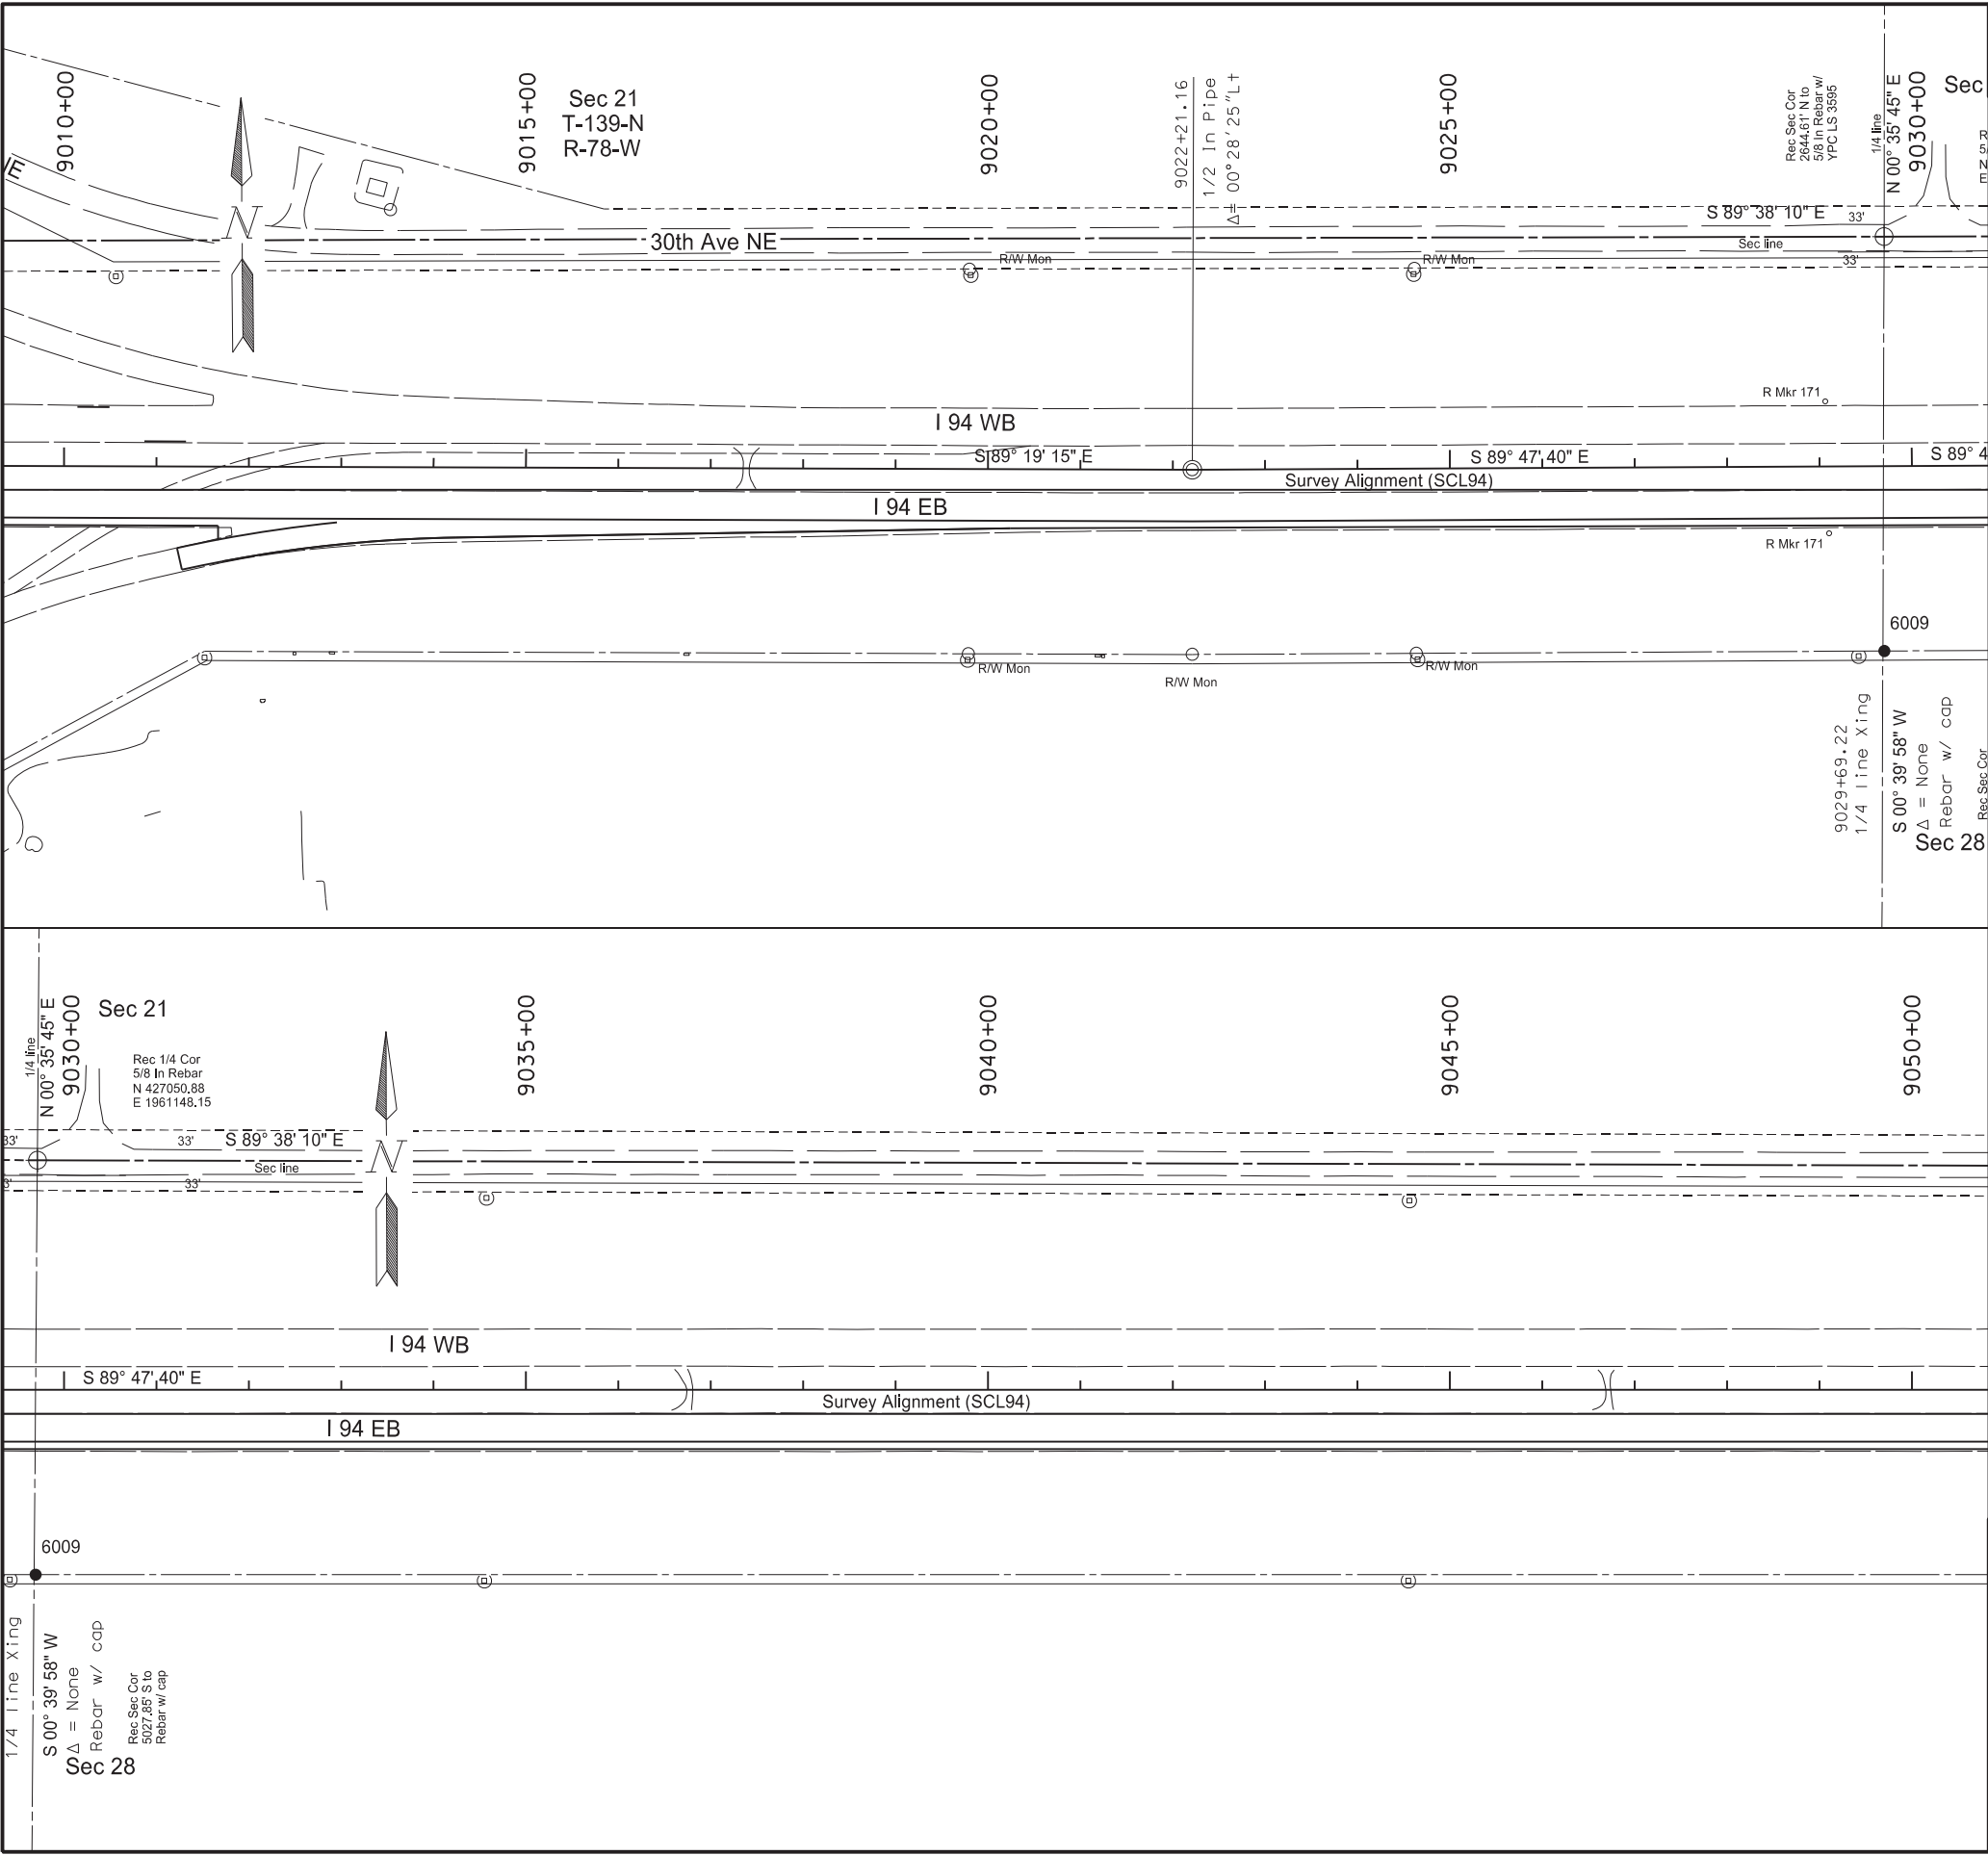 9010+00
9015+00
Sec 21
T-139-N
R-78-W
9020+00
9022+21.16
1/2 In Pipe
Δ= 00°28'25"Lt
9025+00
Rec Sec Cor
2644.61' N to
5/8 In Rebar w/
YPC LS 3595
1/4 line
N 00° 35' 45" E
9030+00
Sec
R
5
N
E
/E
N
S 89° 38' 10" E
33'
30th Ave NE
Sec line
33'
R/W Mon
R/W Mon
R Mkr 171
I 94 WB
S 89° 19' 15" E
S 89° 47' 40" E
S 89° 4
Survey Alignment (SCL94)
I 94 EB
R Mkr 171
6009
R/W Mon
R/W Mon
R/W Mon
9029+69.22
1/4 line Xing
S 00° 39' 58" W
Δ = None
Rebar w/ cap
Rec Sec Cor
Sec 28
1/4 line
N 00° 35' 45" E
9030+00
Sec 21
Rec 1/4 Cor
5/8 In Rebar
N 427050.88
E 1961148.15
9035+00
9040+00
9045+00
9050+00
33'
33'
S 89° 38' 10" E
N
Sec line
3'
33'
I 94 WB
S 89° 47' 40" E
Survey Alignment (SCL94)
I 94 EB
6009
1/4 line Xing
S 00° 39' 58" W
Δ = None
Rebar w/ cap
Rec Sec Cor
5027.85' S to
Rebar w/ cap
Sec 28